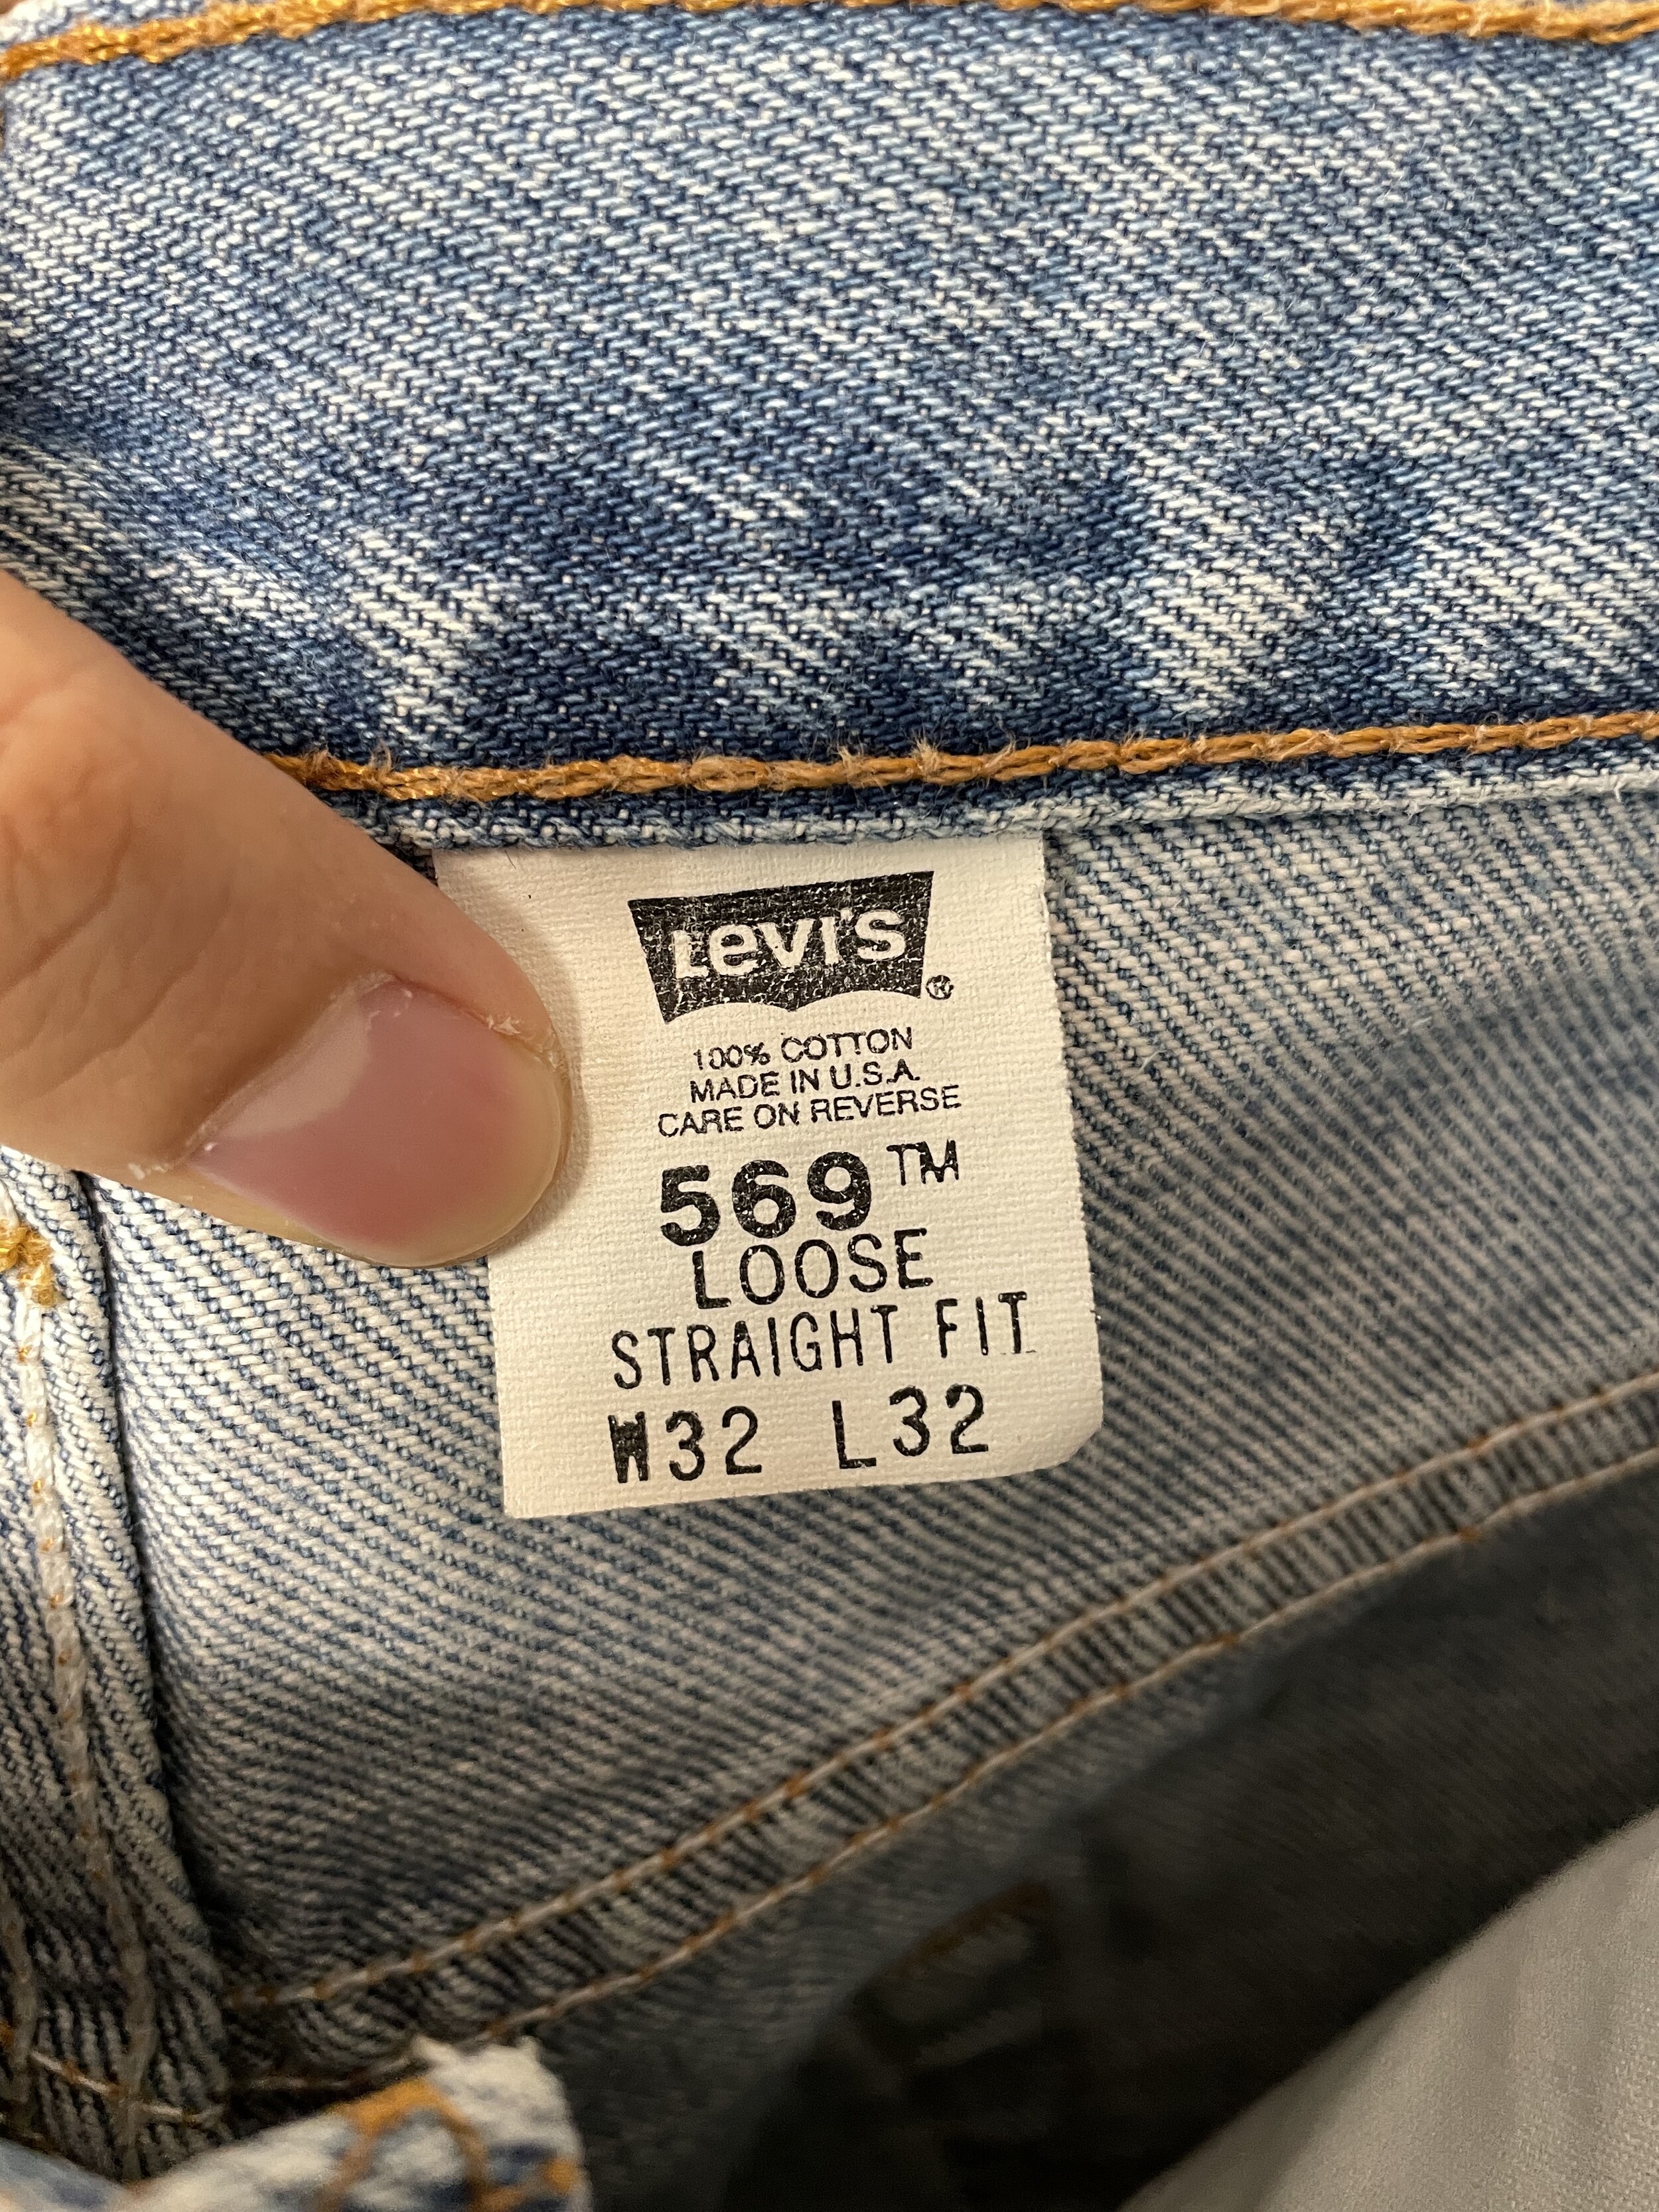 Levi's®
100% COTTON
MADE IN U.S.A.
CARE ON REVERSE
569™
LOOSE
STRAIGHT FIT
W32 L32